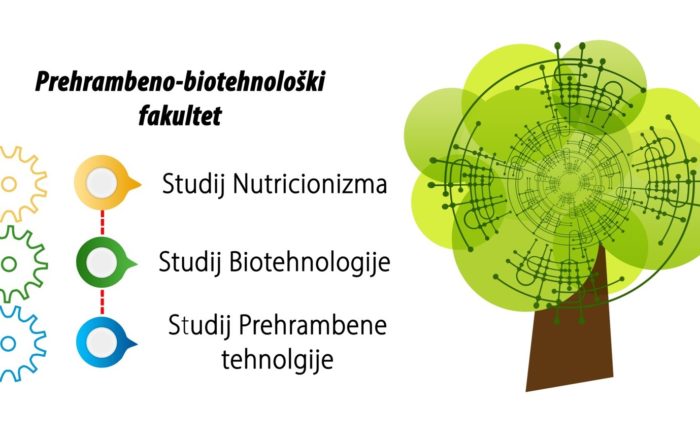 Prehrambeno-biotehnološki
fakultet
Studij Nutricionizma
Studij Biotehnologije
Studij Prehrambene
tehnolgije